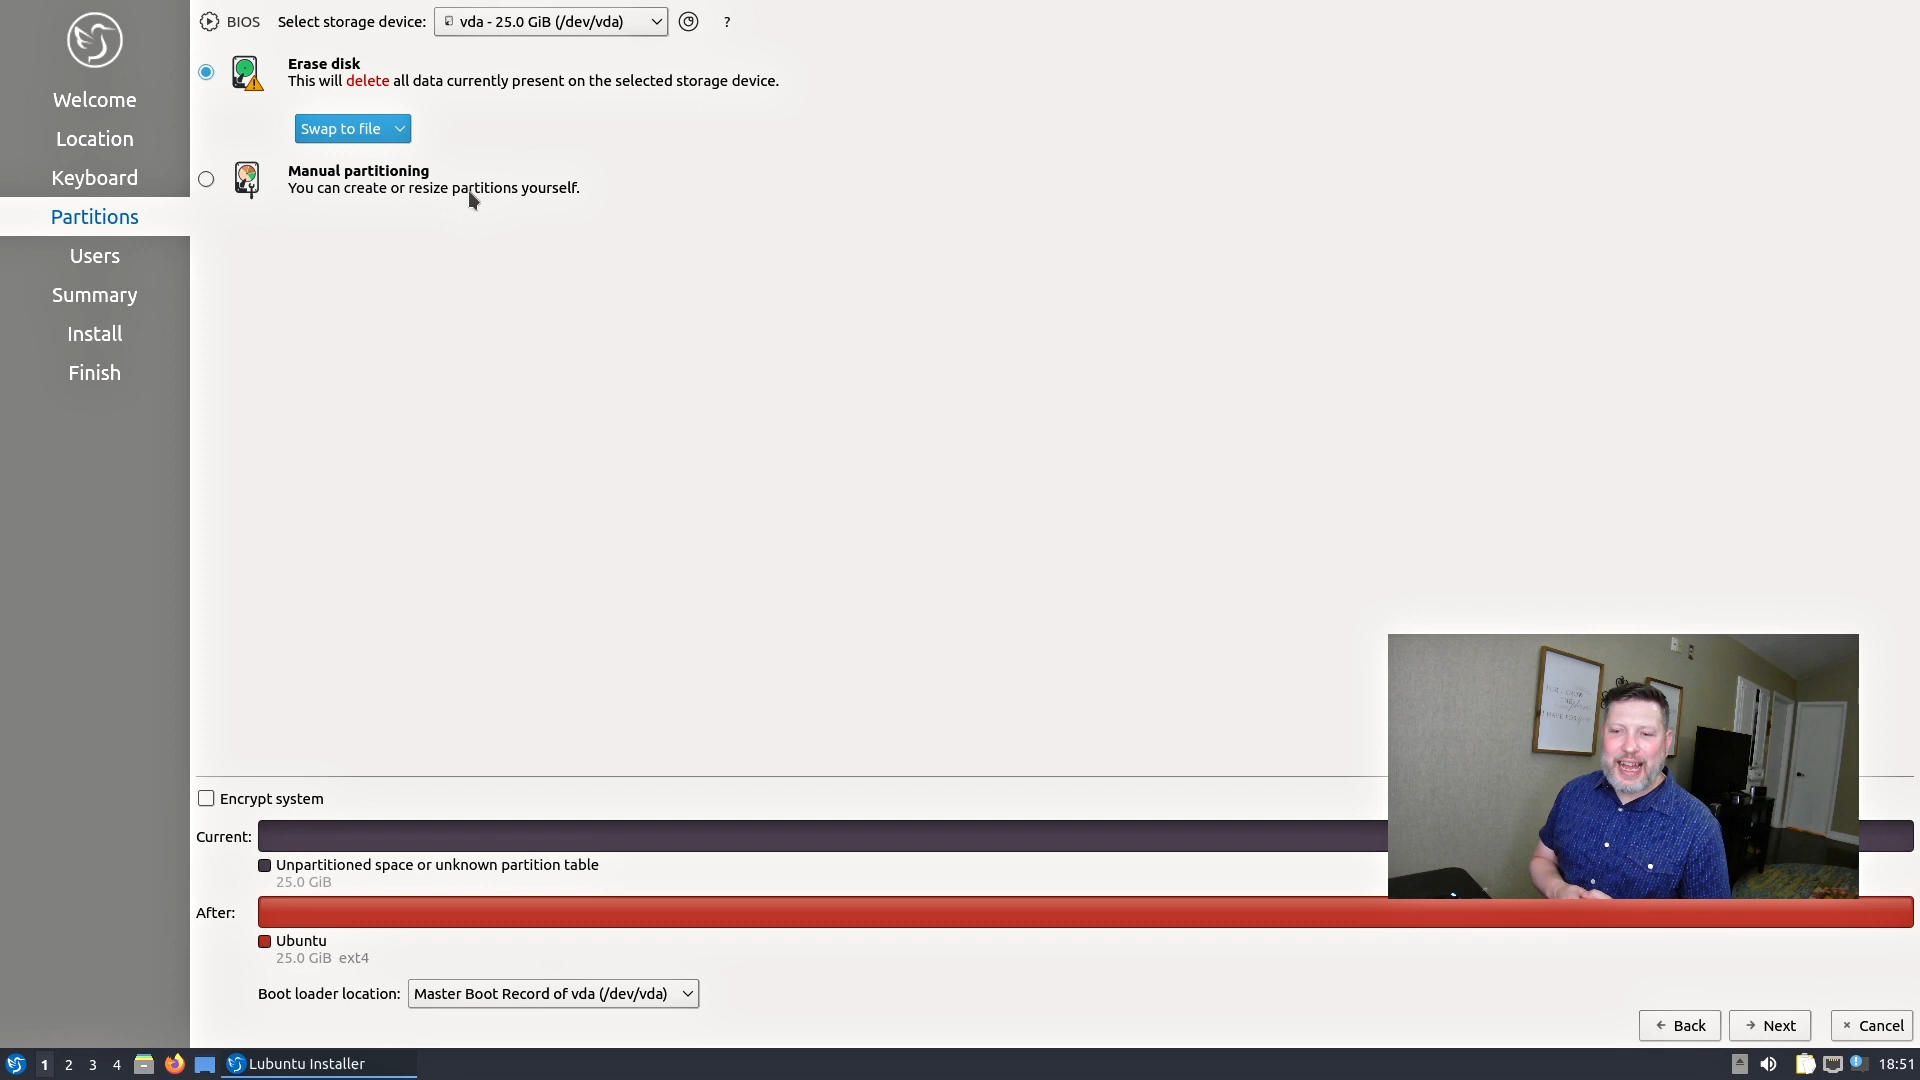 BIOS Select storage device: vda - 25.0 GiB (/dev/vda) ?
Erase disk
This will delete all data currently present on the selected storage device.
Swap to file
Manual partitioning
You can create or resize partitions yourself.
Welcome
Location
Keyboard
Partitions
Users
Summary
Install
Finish
Encrypt system
Current:
Unpartitioned space or unknown partition table
25.0 GiB
After:
Ubuntu
25.0 GiB ext4
Boot loader location: Master Boot Record of vda (/dev/vda)
Back Next Cancel
1 2 3 4 Lubuntu Installer 18:51